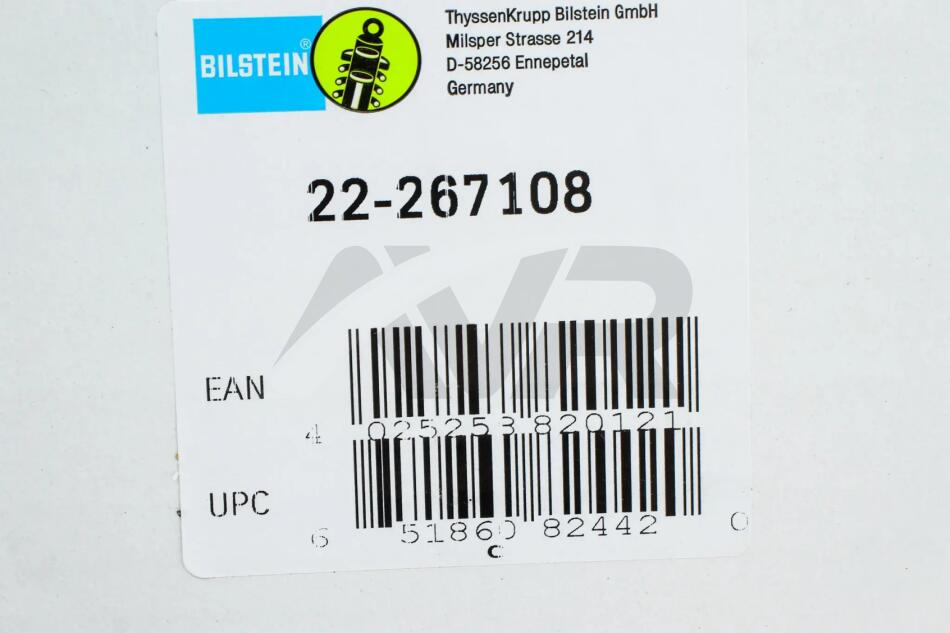 BILSTEIN®
ThyssenKrupp Bilstein GmbH
Milsper Strasse 214
D-58256 Ennepetal
Germany
22-267108
AVR
EAN
4 025253 820121
UPC
6 51860 82442 0
C